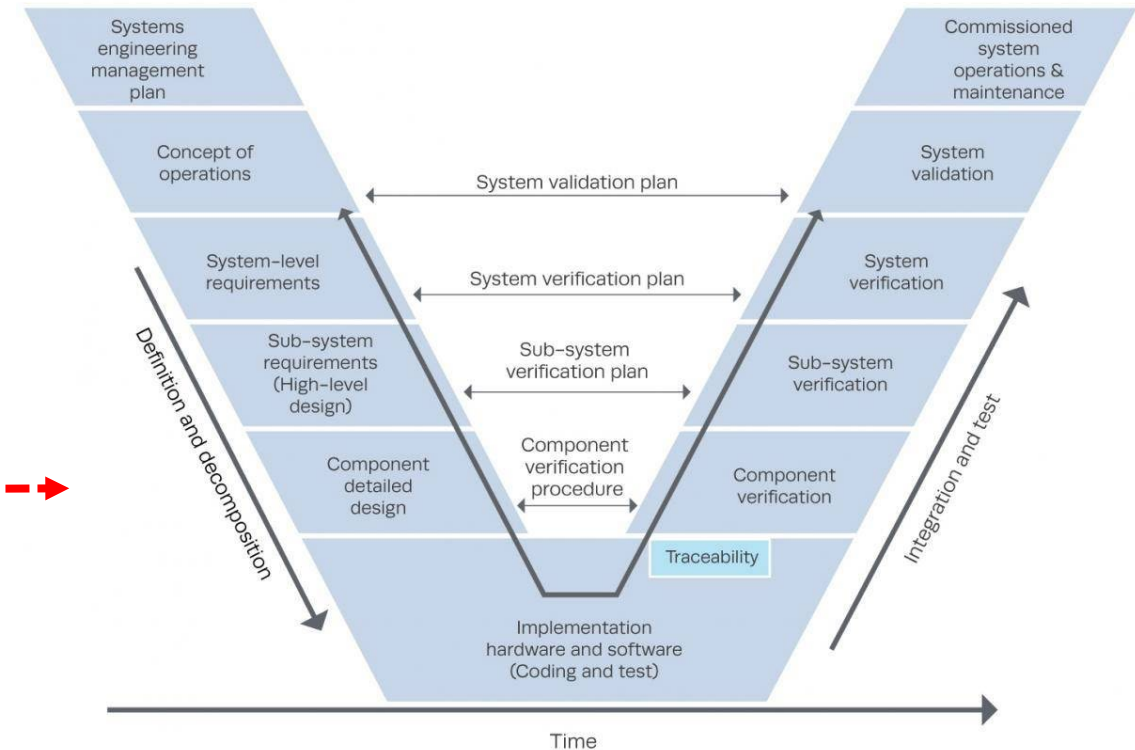 Systems
engineering
management
plan
Commissioned
system
operations &
maintenance
Concept of
operations
System validation plan
System
validation
System-level
requirements
System verification plan
System
verification
Sub-system
requirements
(High-level
design)
Sub-system
verification plan
Sub-system
verification
Component
detailed
design
Component
verification
procedure
Component
verification
Definition and decomposition
Integration and test
Traceability
Implementation
hardware and software
(Coding and test)
Time